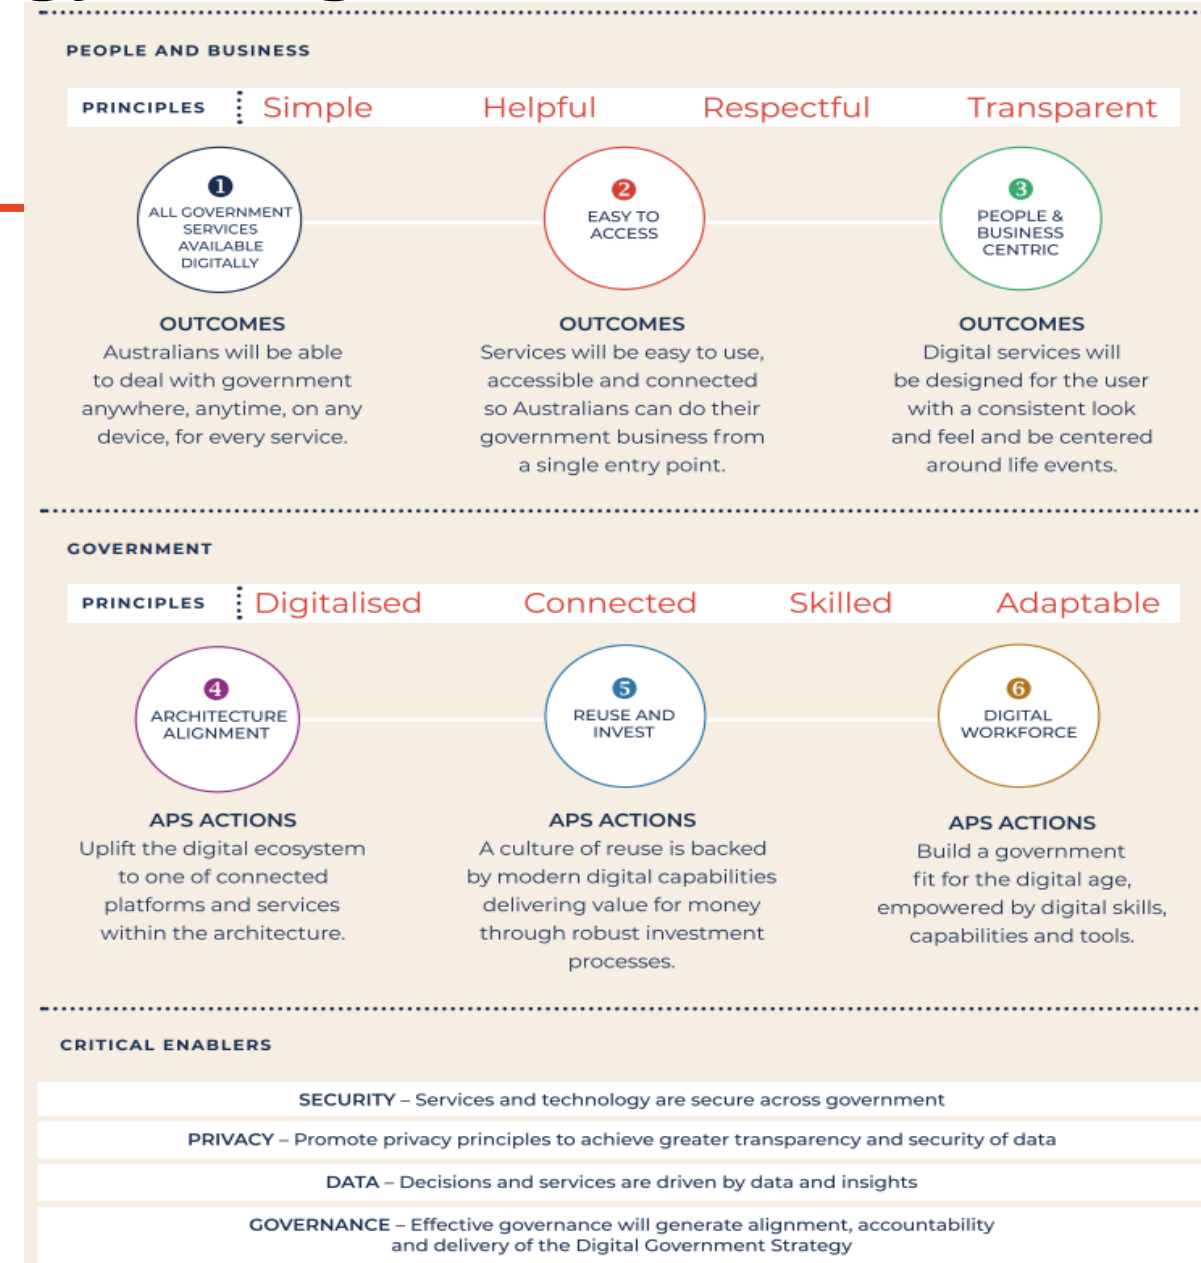 PEOPLE AND BUSINESS
PRINCIPLES Simple Helpful Respectful Transparent
1
ALL GOVERNMENT
SERVICES
AVAILABLE
DIGITALLY
OUTCOMES
Australians will be able
to deal with government
anywhere, anytime, on any
device, for every service.
2
EASY TO
ACCESS
OUTCOMES
Services will be easy to use,
accessible and connected
so Australians can do their
government business from
a single entry point.
3
PEOPLE &
BUSINESS
CENTRIC
OUTCOMES
Digital services will
be designed for the user
with a consistent look
and feel and be centered
around life events.
GOVERNMENT
PRINCIPLES Digitalised Connected Skilled Adaptable
4
ARCHITECTURE
ALIGNMENT
APS ACTIONS
Uplift the digital ecosystem
to one of connected
platforms and services
within the architecture.
5
REUSE AND
INVEST
APS ACTIONS
A culture of reuse is backed
by modern digital capabilities
delivering value for money
through robust investment
processes.
6
DIGITAL
WORKFORCE
APS ACTIONS
Build a government
fit for the digital age,
empowered by digital skills,
capabilities and tools.
CRITICAL ENABLERS
SECURITY – Services and technology are secure across government
PRIVACY – Promote privacy principles to achieve greater transparency and security of data
DATA – Decisions and services are driven by data and insights
GOVERNANCE – Effective governance will generate alignment, accountability
and delivery of the Digital Government Strategy